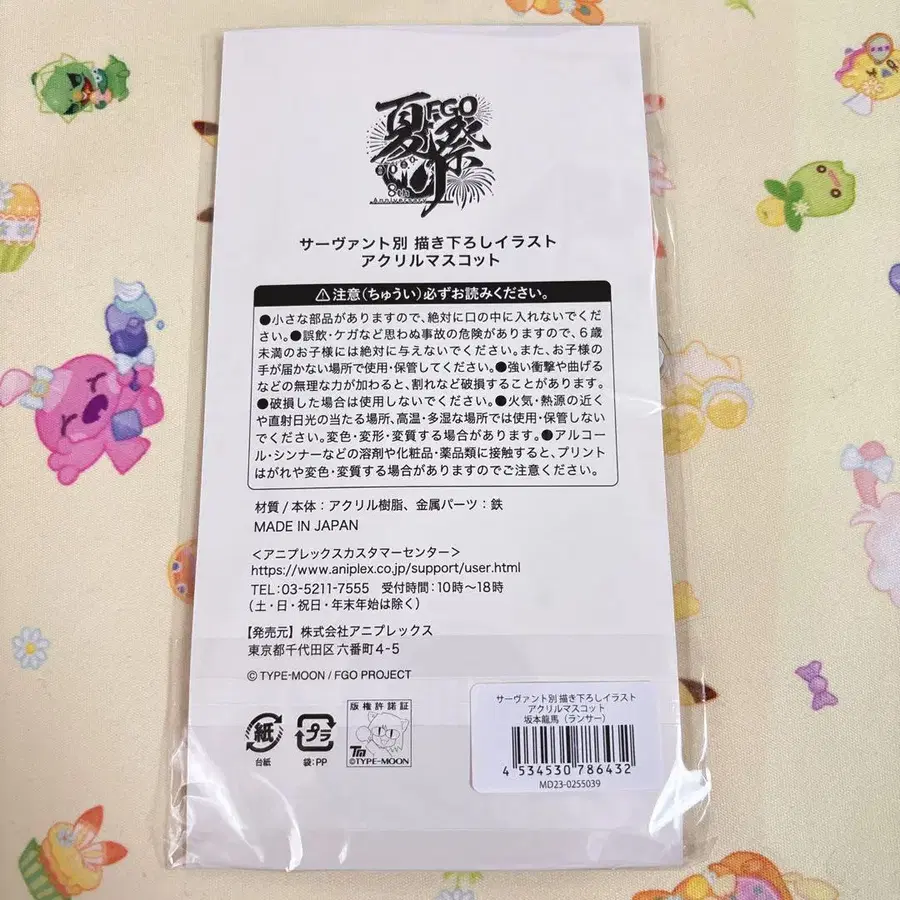 夏祭
FGO
8th
Anniversary
サーヴァント別 描き下ろしイラスト
アクリルマスコット
⚠注意(ちゅうい)必ずお読みください。
●小さな部品がありますので、絶対に口の中に入れないでくだ
さい。●誤飲・ケガなど思わぬ事故の危険がありますので、6歳
未満のお子様には絶対に与えないでください。また、お子様の
手が届かない場所で使用・保管してください。●強い衝撃や曲げる
などの無理な力が加わると、割れなど破損することがあります。
●破損した場合は使用しないでください。●火気・熱源の近く
や直射日光の当たる場所、高温・多湿な場所では使用・保管しない
でください。変色・変形・変質する場合があります。●アルコー
ル・シンナーなどの溶剤や化粧品・薬品類に接触すると、プリント
はがれや変色・変質する場合がありますのでご注意ください。
材質/本体:アクリル樹脂、金属パーツ:鉄
MADE IN JAPAN
<アニプレックスカスタマーセンター>
https://www.aniplex.co.jp/support/user.html
TEL:03-5211-7555 受付時間:10時〜18時
(土・日・祝日・年末年始は除く)
【発売元】株式会社アニプレックス
東京都千代田区六番町4-5
©TYPE-MOON / FGO PROJECT
紙
台紙
プラ
袋:PP
版権許諾証
TM
©TYPE-MOON
サーヴァント別 描き下ろしイラスト
アクリルマスコット
坂本龍馬(ランサー)
4 534530 786432
MD23-0255039